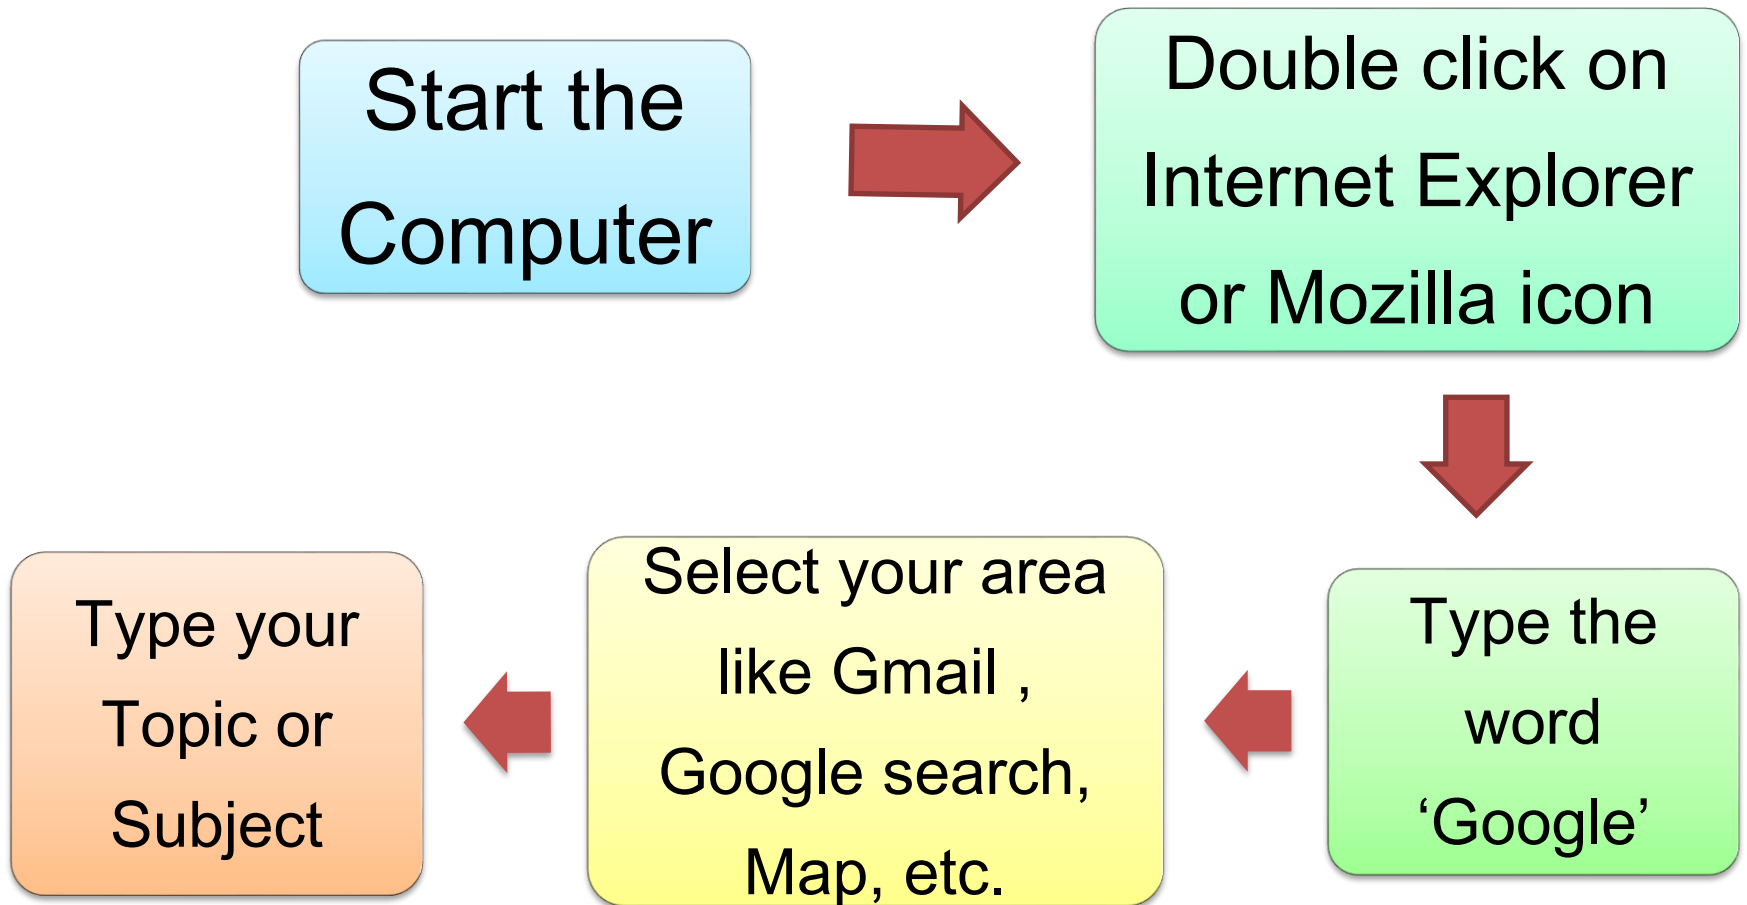 Start the
Computer
Double click on
Internet Explorer
or Mozilla icon
Type the
word
‘Google’
Select your area
like Gmail ,
Google search,
Map, etc.
Type your
Topic or
Subject